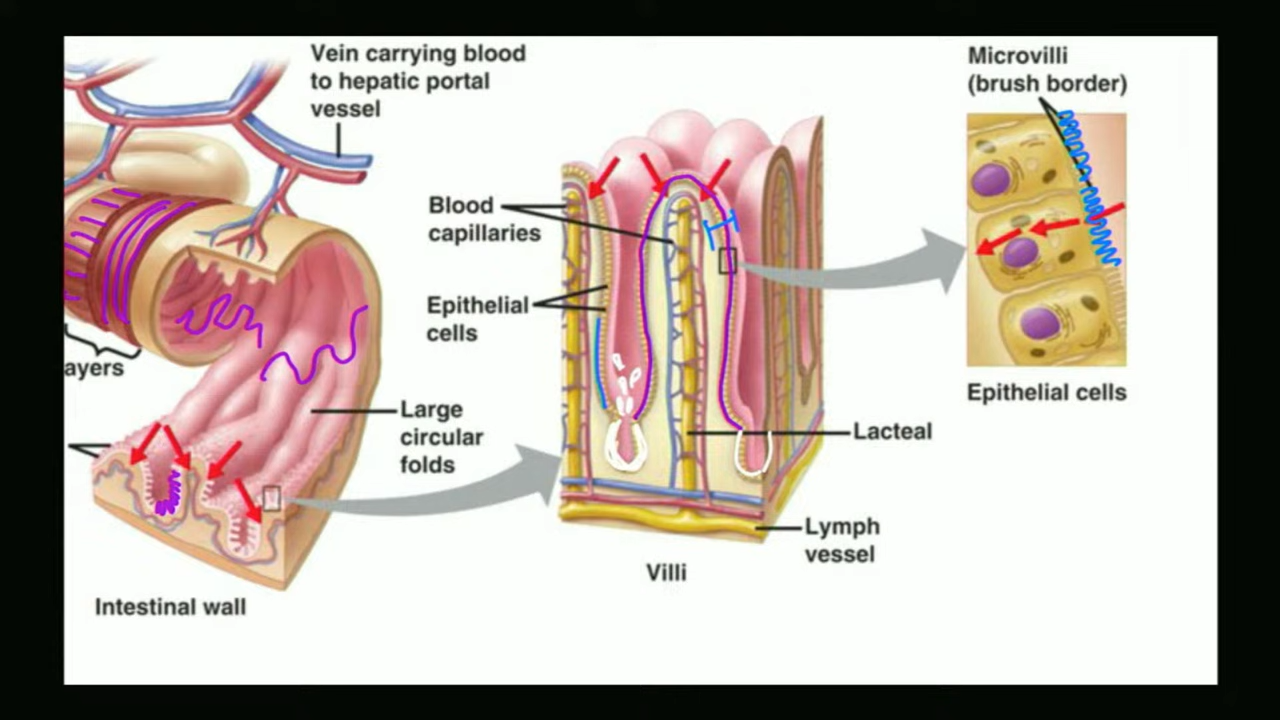 Vein carrying blood
to hepatic portal
vessel
ayers
Large
circular
folds
Intestinal wall
Blood
capillaries
Epithelial
cells
Lacteal
Lymph
vessel
Villi
Microvilli
(brush border)
Epithelial cells